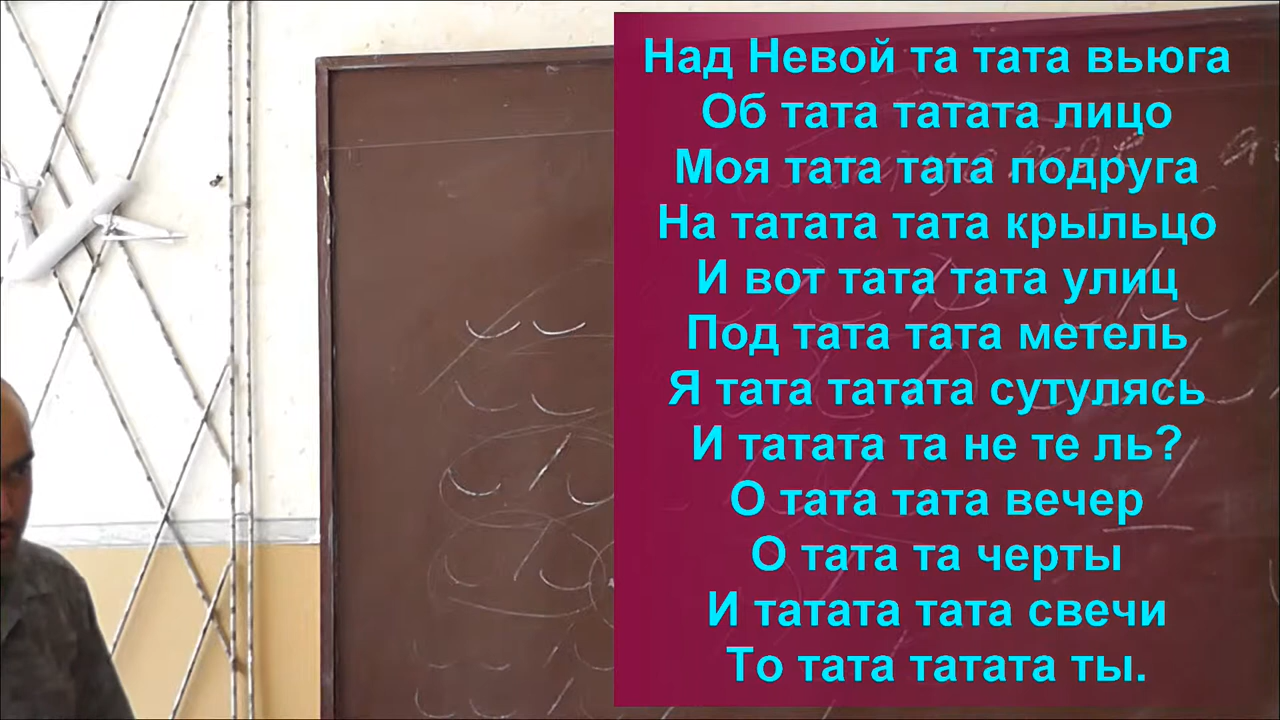 Над Невой та тата вьюга
Об тата татата лицо
Моя тата тата подруга
На татата тата крыльцо
И вот тата тата улиц
Под тата тата метель
Я тата татата сутулясь
И татата та не те ль?
О тата тата вечер
О тата та черты
И татата тата свечи
То тата татата ты.